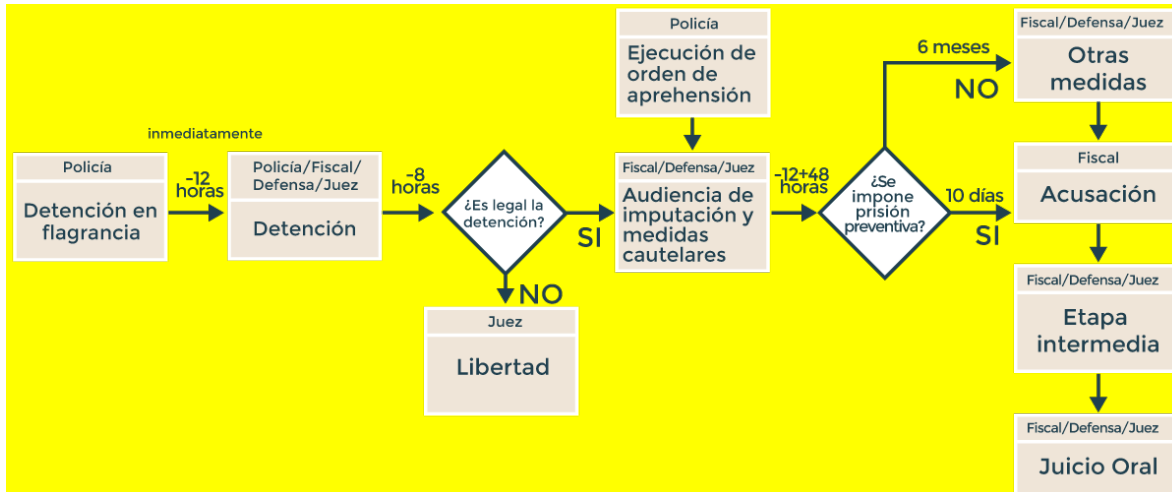 inmediatamente
Policía
Detención en
flagrancia
-12
horas
Policía/Fiscal/
Defensa/Juez
Detención
-8
horas
¿Es legal la
detención?
NO
Juez
Libertad
SI
Policía
Ejecución de
orden de
aprehensión
Fiscal/Defensa/Juez
Audiencia de
imputación y
medidas
cautelares
-12+48
horas
¿Se
impone
prisión
preventiva?
6 meses
NO
10 días
SI
Fiscal/Defensa/Juez
Otras
medidas
Fiscal
Acusación
Fiscal/Defensa/Juez
Etapa
intermedia
Fiscal/Defensa/Juez
Juicio Oral